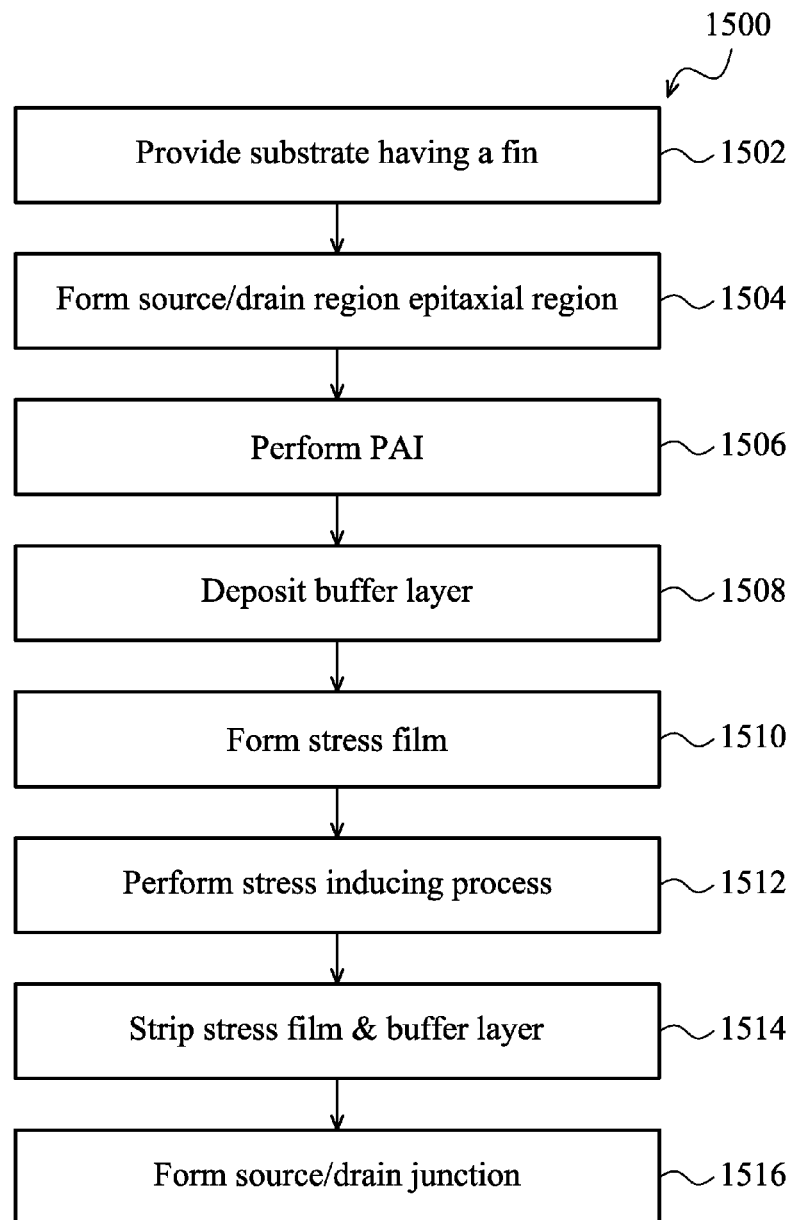 1500
Provide substrate having a fin
1502
Form source/drain region epitaxial region
1504
Perform PAI
1506
Deposit buffer layer
1508
Form stress film
1510
Perform stress inducing process
1512
Strip stress film & buffer layer
1514
Form source/drain junction
1516